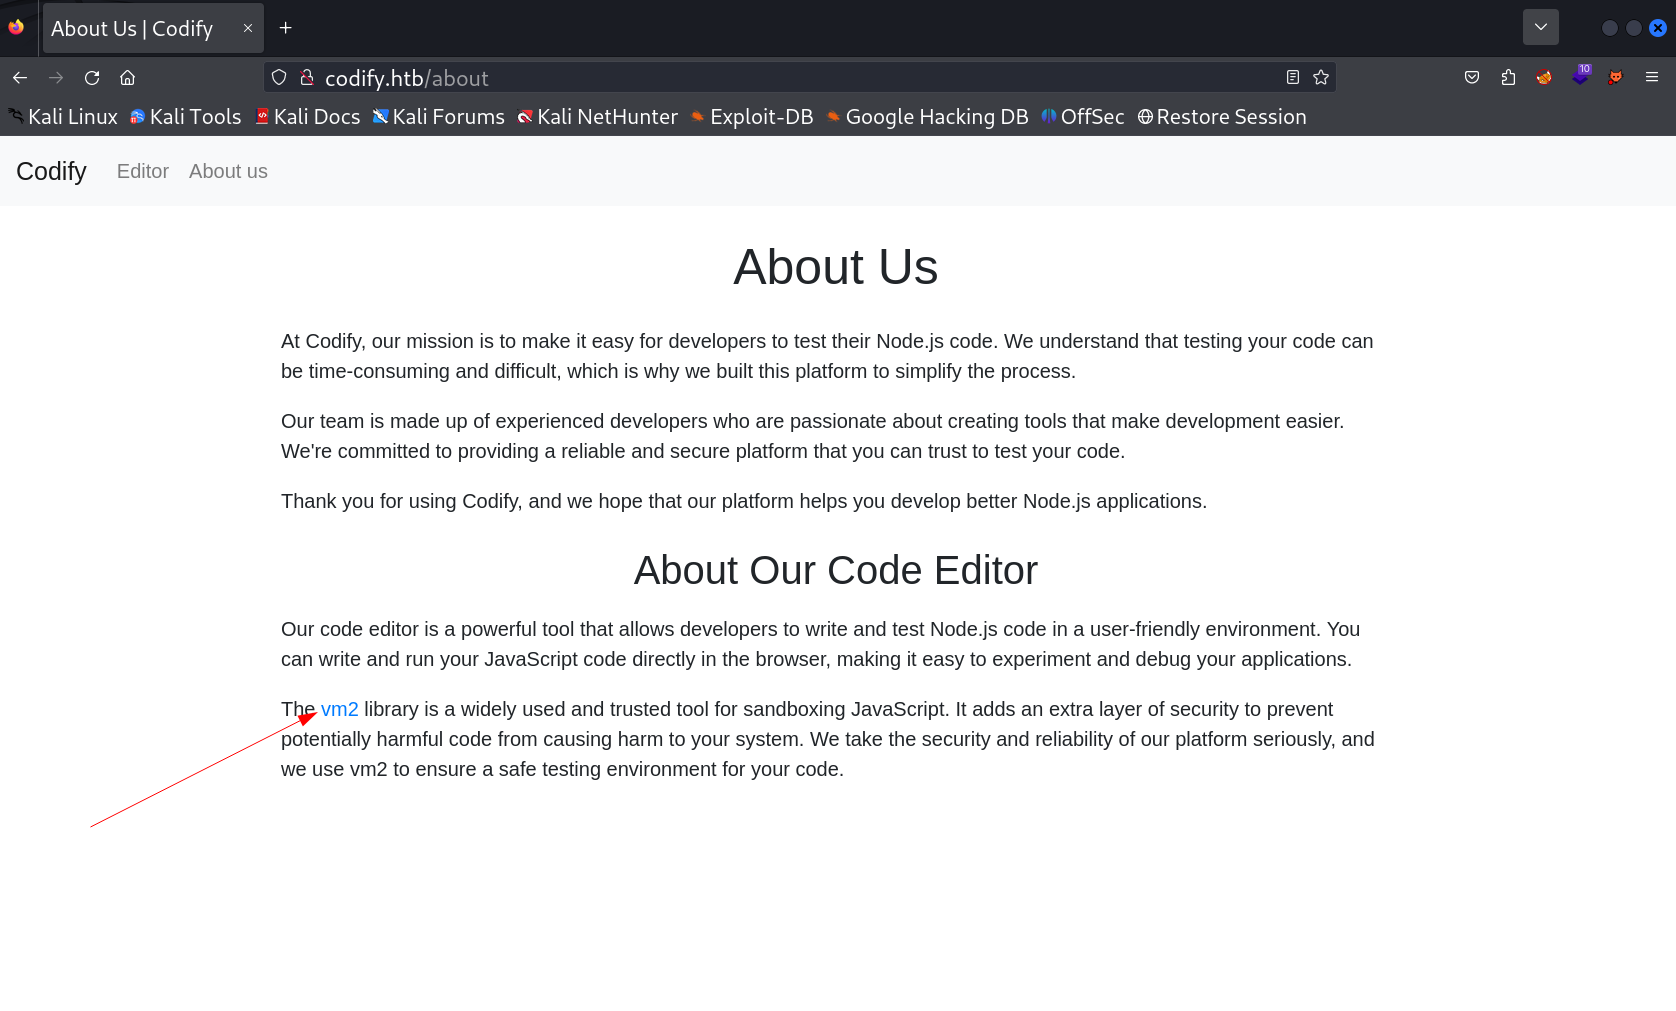 About Us | Codify
codify.htb/about
10
Kali Linux Kali Tools Kali Docs Kali Forums Kali NetHunter Exploit-DB Google Hacking DB OffSec Restore Session
Codify Editor About us
About Us
At Codify, our mission is to make it easy for developers to test their Node.js code. We understand that testing your code can
be time-consuming and difficult, which is why we built this platform to simplify the process.
Our team is made up of experienced developers who are passionate about creating tools that make development easier.
We're committed to providing a reliable and secure platform that you can trust to test your code.
Thank you for using Codify, and we hope that our platform helps you develop better Node.js applications.
About Our Code Editor
Our code editor is a powerful tool that allows developers to write and test Node.js code in a user-friendly environment. You
can write and run your JavaScript code directly in the browser, making it easy to experiment and debug your applications.
The vm2 library is a widely used and trusted tool for sandboxing JavaScript. It adds an extra layer of security to prevent
potentially harmful code from causing harm to your system. We take the security and reliability of our platform seriously, and
we use vm2 to ensure a safe testing environment for your code.